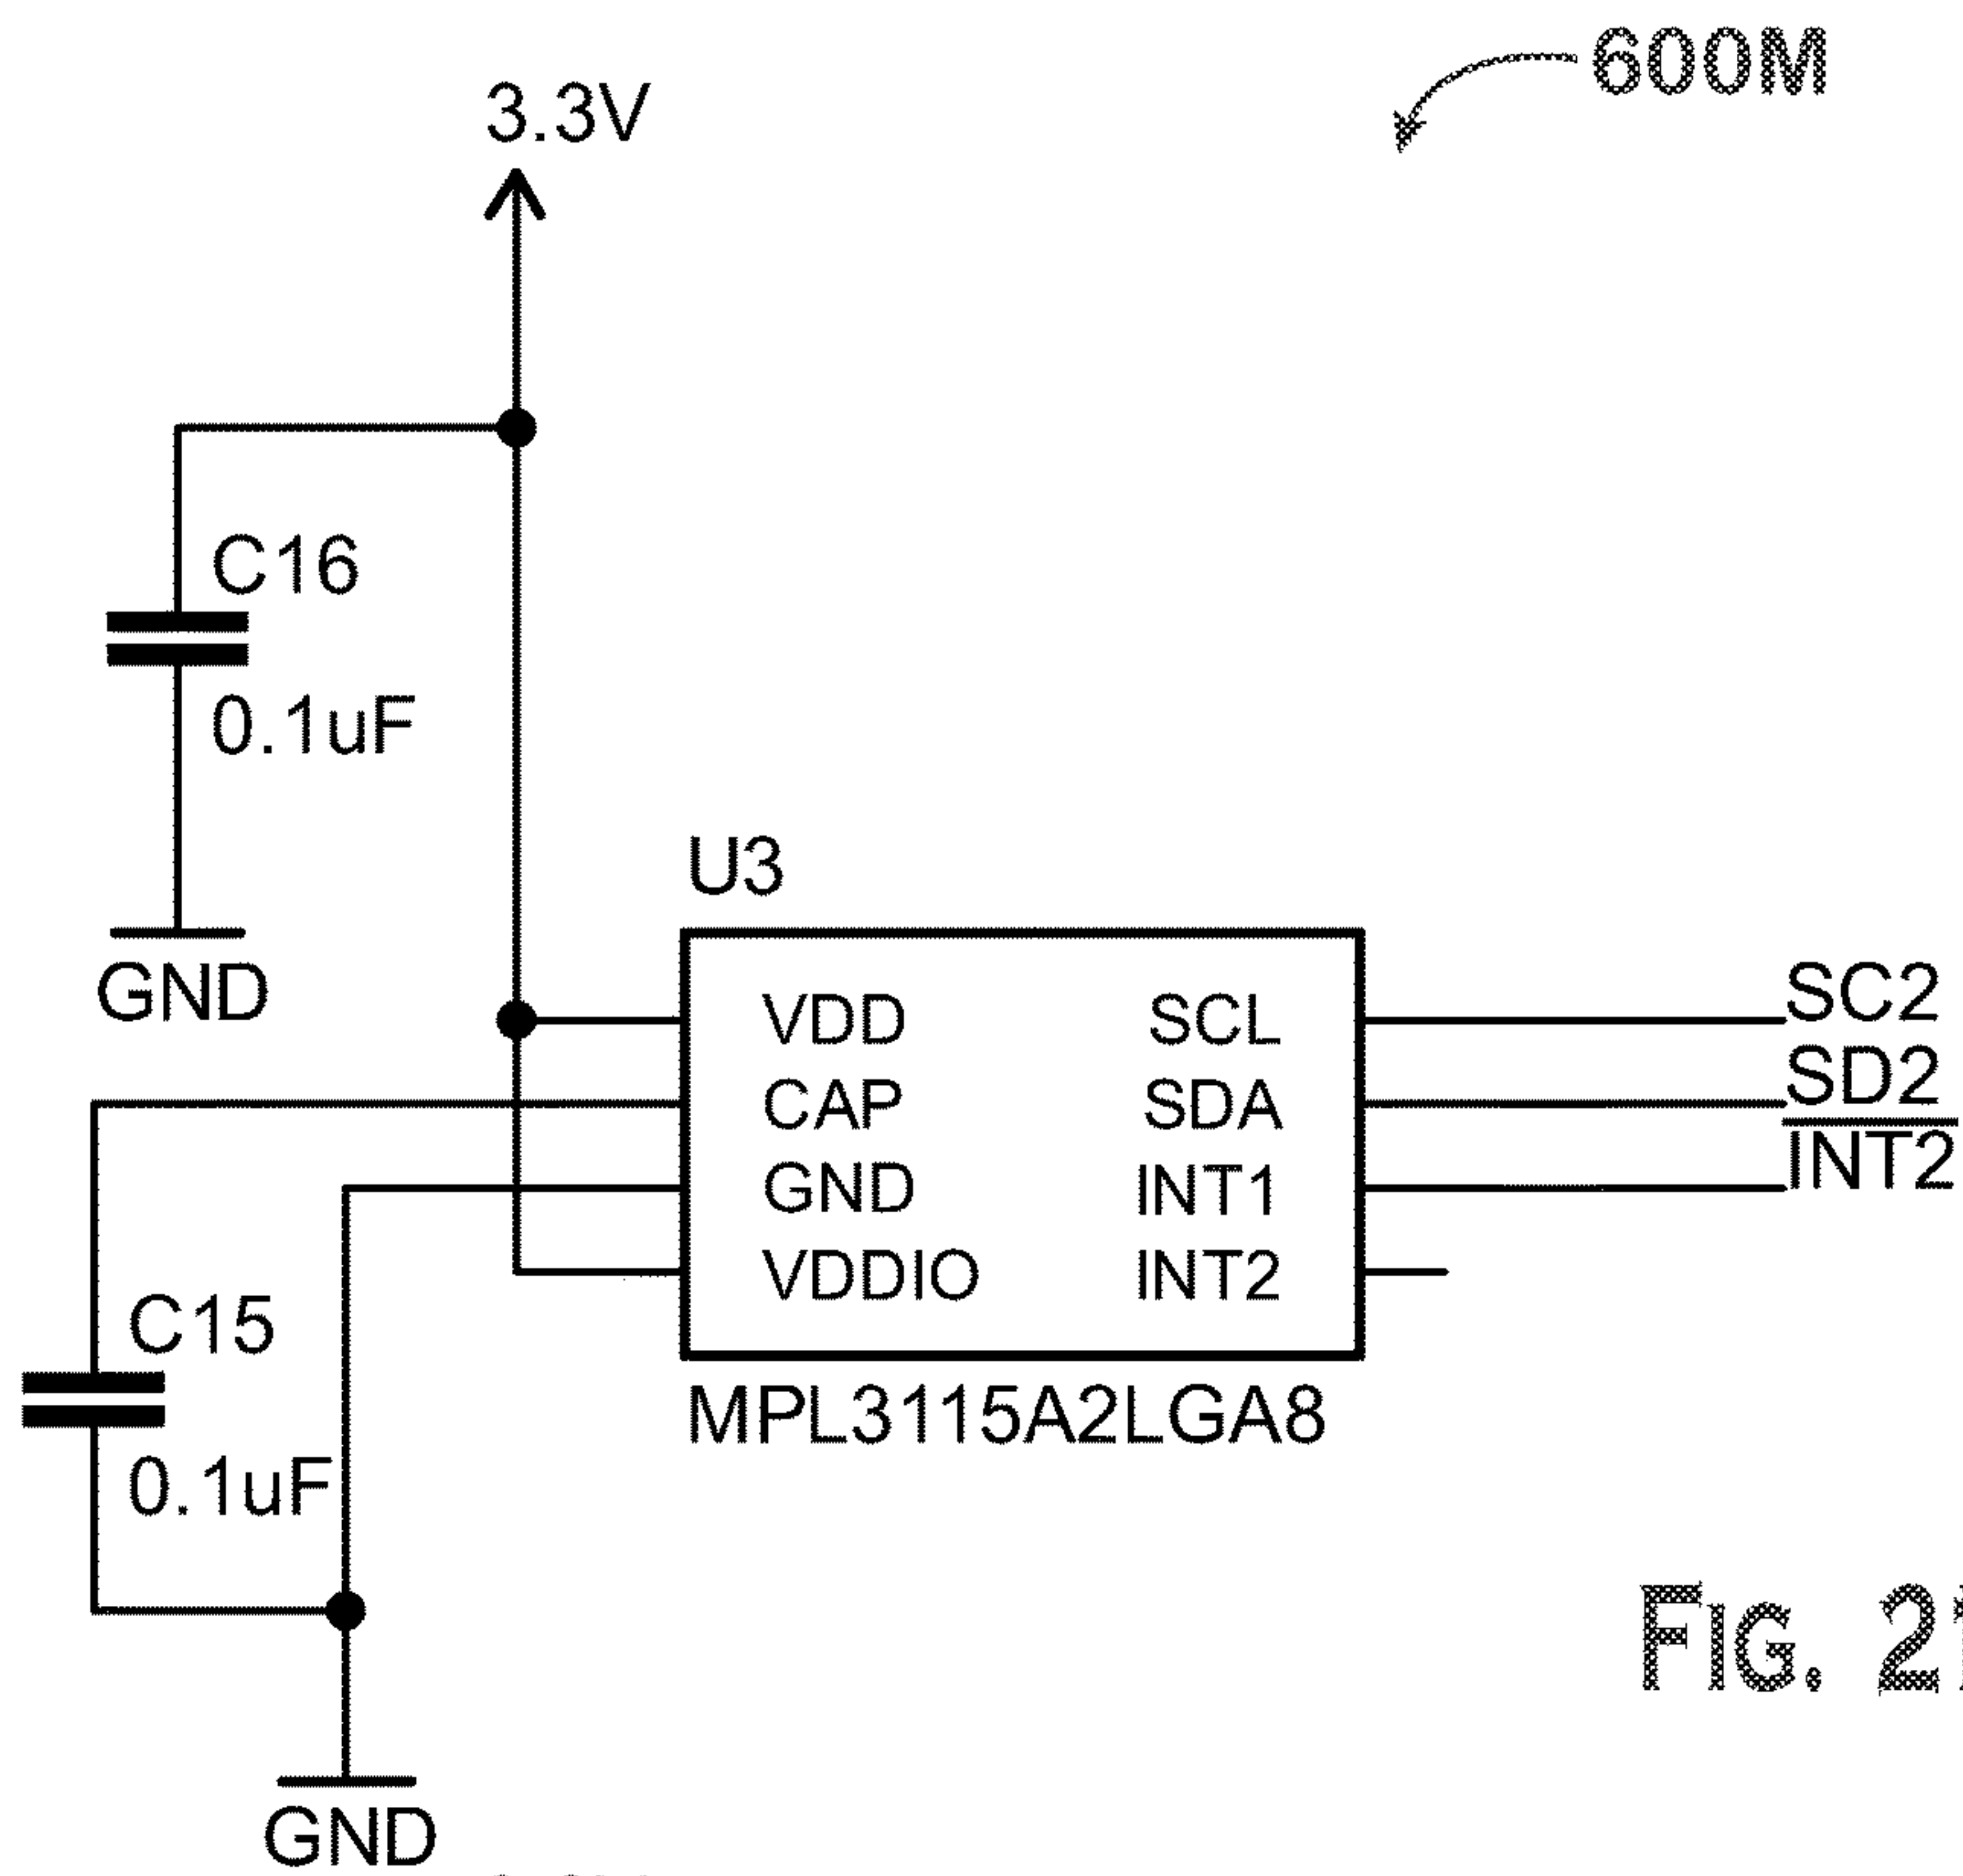 600M
3.3V
C16
0.1uF
GND
U3
VDD SCL SC2
CAP SDA SD2
GND INT1 INT2
VDDIO INT2
MPL3115A2LGA8
C15
0.1uF
GND
FIG.